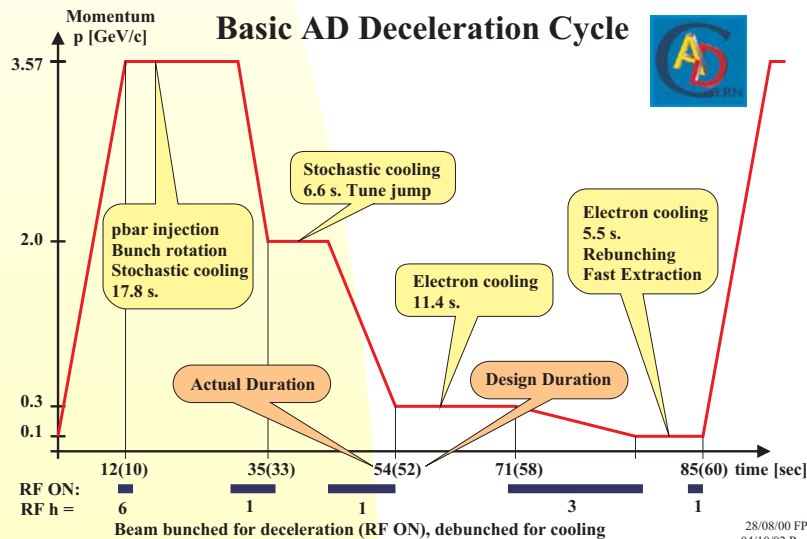 Basic AD Deceleration Cycle
Momentum
p [GeV/c]
A
C
D
ERN
3.57
2.0
0.3
0.1
pbar injection
Bunch rotation
Stochastic cooling
17.8 s.
Stochastic cooling
6.6 s. Tune jump
Electron cooling
11.4 s.
Electron cooling
5.5 s.
Rebunching
Fast Extraction
Actual Duration
Design Duration
12(10) 35(33) 54(52) 71(58) 85(60) time [sec]
RF ON:
RF h = 6 1 1 3 1
Beam bunched for deceleration (RF ON), debunched for cooling
28/08/00 FP